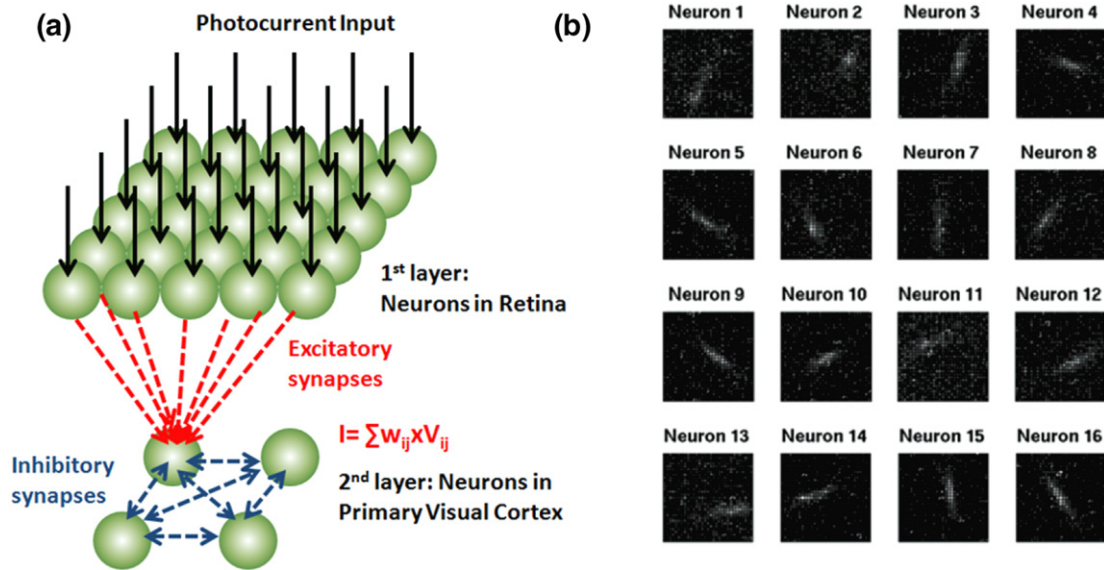 (a)
Photocurrent Input
1st layer:
Neurons in Retina
Excitatory
synapses
I= ∑wijxVij
Inhibitory
synapses
2nd layer: Neurons in
Primary Visual Cortex
(b)
Neuron 1 Neuron 2 Neuron 3 Neuron 4
Neuron 5 Neuron 6 Neuron 7 Neuron 8
Neuron 9 Neuron 10 Neuron 11 Neuron 12
Neuron 13 Neuron 14 Neuron 15 Neuron 16